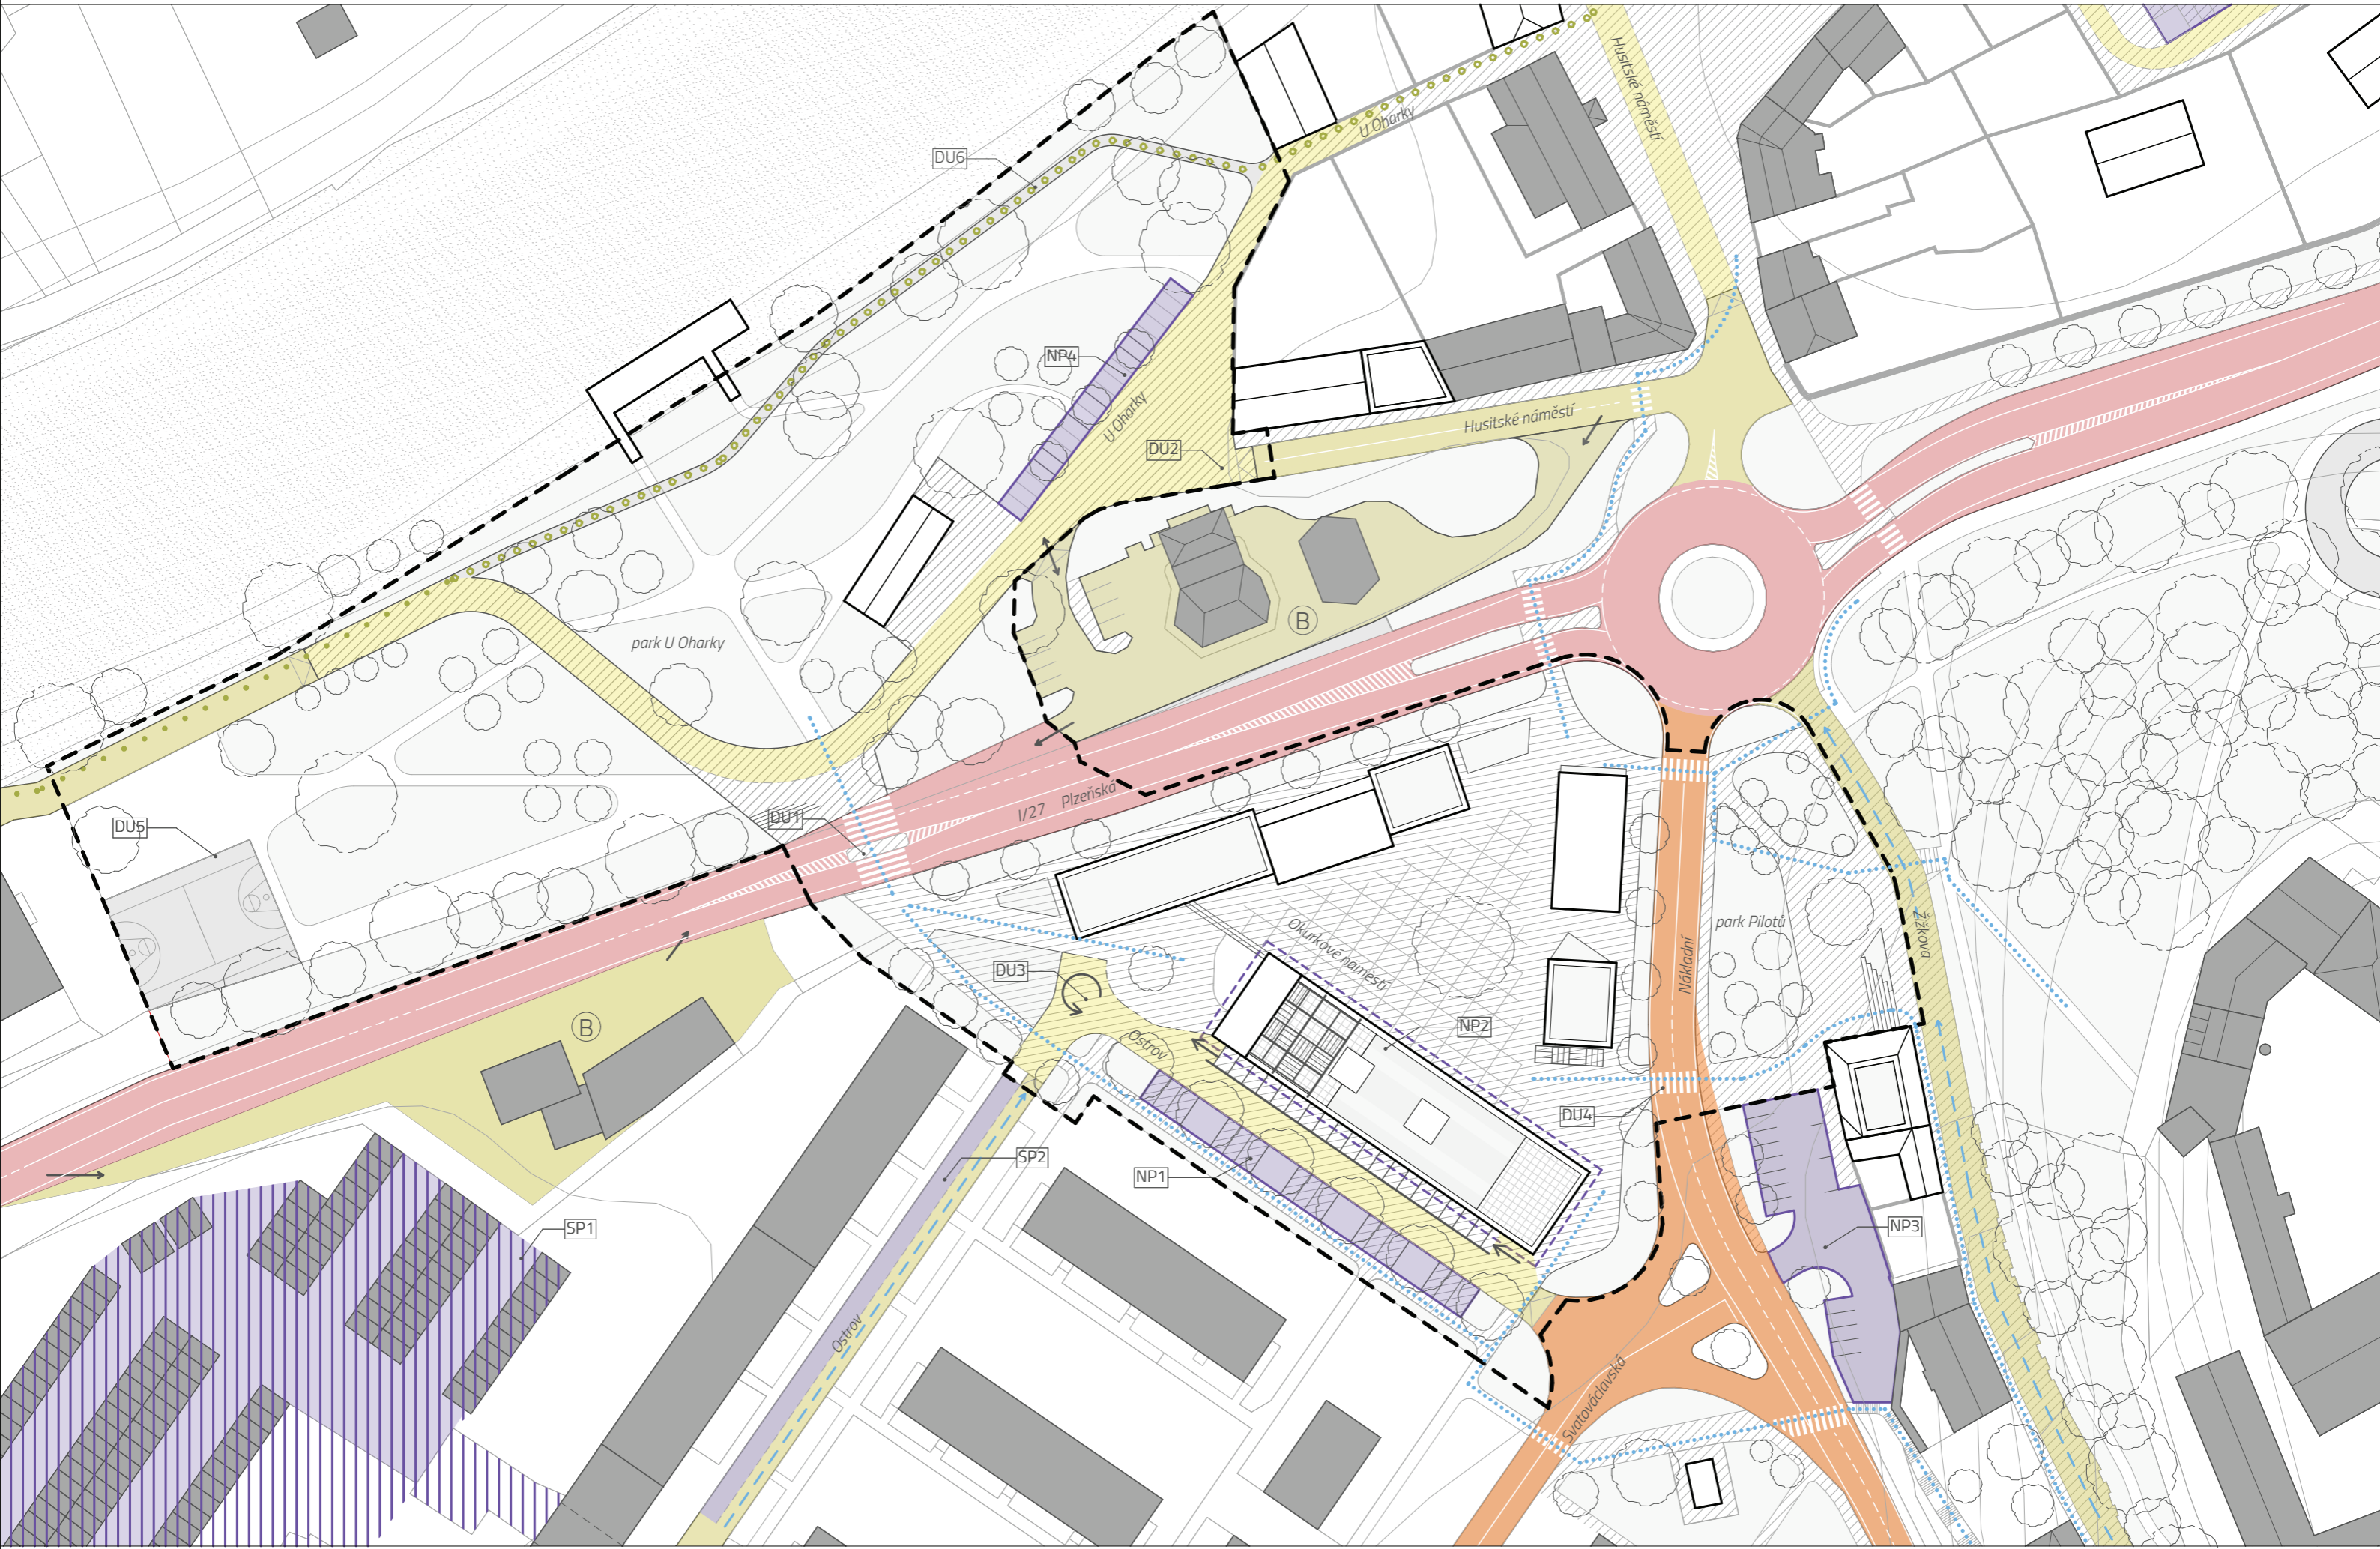 Husitské náměstí
U Oharky
DU6
NP4
U Oharky
Husitské náměstí
DU2
B
park U Oharky
I/27 Plzeňská
DU1
DU5
park Pilotů
Žižkova
Okurkové náměstí
Nákladní
DU3
B
NP2
Ostrov
DU4
SP2
NP1
SP1
NP3
Ostrov
Svatováclavská